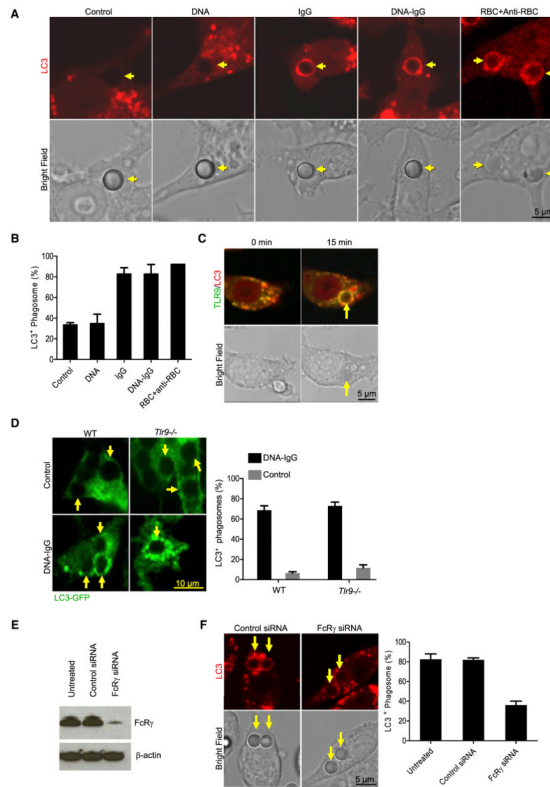 A
Control
DNA
IgG
DNA-IgG
RBC+Anti-RBC
LC3
Bright Field
5 µm
B
LC3⁺ Phagosome (%)
100
80
60
40
20
0
Control
DNA
IgG
DNA-IgG
RBC+anti-RBC
C
0 min
15 min
TLR9/LC3
Bright Field
5 µm
D
WT
Tlr9-/-
Control
DNA-IgG
10 µm
LC3-GFP
DNA-IgG
Control
LC3⁺ phagosomes (%)
100
80
60
40
20
0
WT
Tlr9-/-
E
Untreated
Control siRNA
FcRγ siRNA
FcRγ
β-actin
F
Control siRNA
FcRγ siRNA
LC3
Bright Field
5 µm
LC3 ⁺ Phagosome (%)
100
80
60
40
20
0
Untreated
Control siRNA
FcRγ siRNA